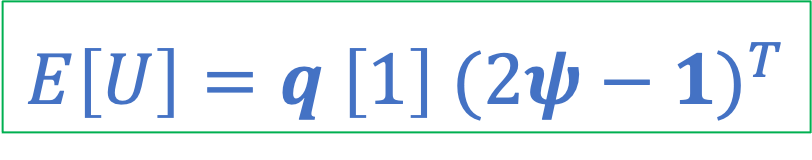 E[U] = q [1] (2ψ − 1)ᵀ